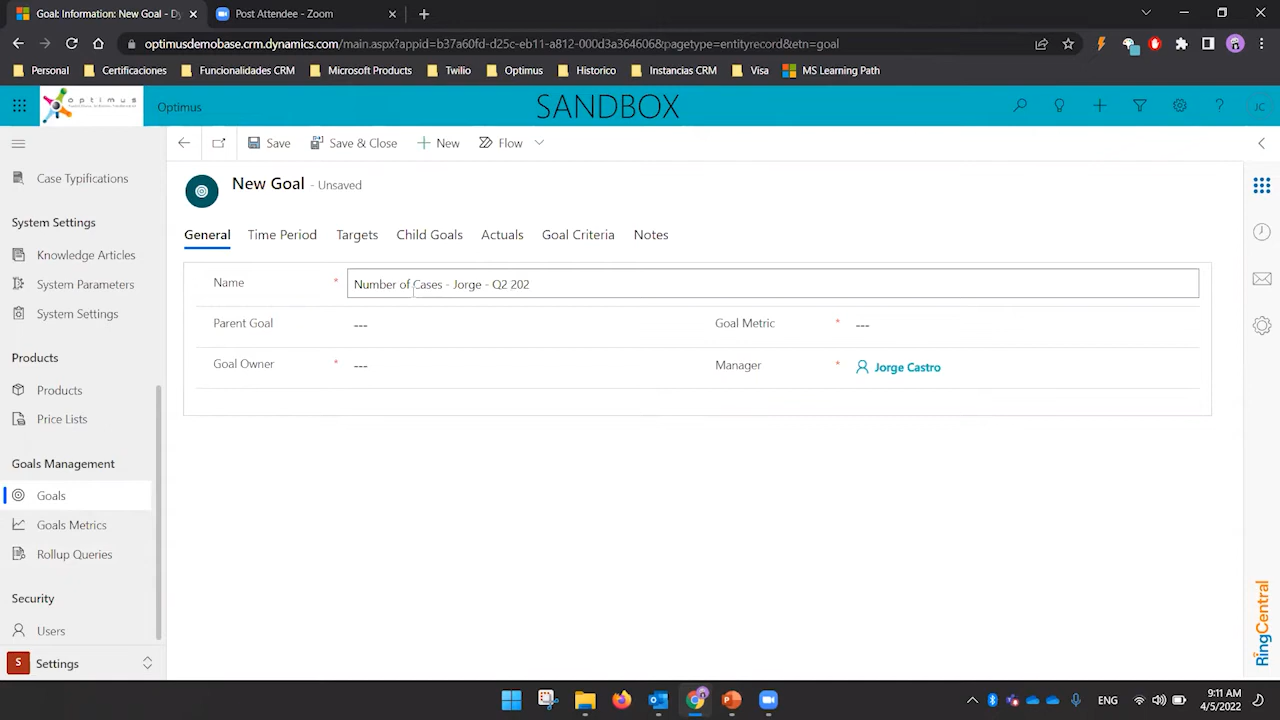 Goal: Information: New Goal - Dy
Post Attendee - Zoom
optimusdemobase.crm.dynamics.com/main.aspx?appid=b37a60fd-d25c-eb11-a812-000d3a364606&pagetype=entityrecord&etn=goal
Personal Certificaciones Funcionalidades CRM Microsoft Products Twilio Optimus Historico Instancias CRM Visa MS Learning Path
optimus
Optimus
SANDBOX
JC
Save Save & Close New Flow
Case Typifications
System Settings
Knowledge Articles
System Parameters
System Settings
Products
Products
Price Lists
Goals Management
Goals
Goals Metrics
Rollup Queries
Security
Users
S Settings
New Goal - Unsaved
General Time Period Targets Child Goals Actuals Goal Criteria Notes
Name * Number of Cases - Jorge - Q2 202
Parent Goal --- Goal Metric * ---
Goal Owner * --- Manager * Jorge Castro
RingCentral
ENG
9:11 AM
4/5/2022